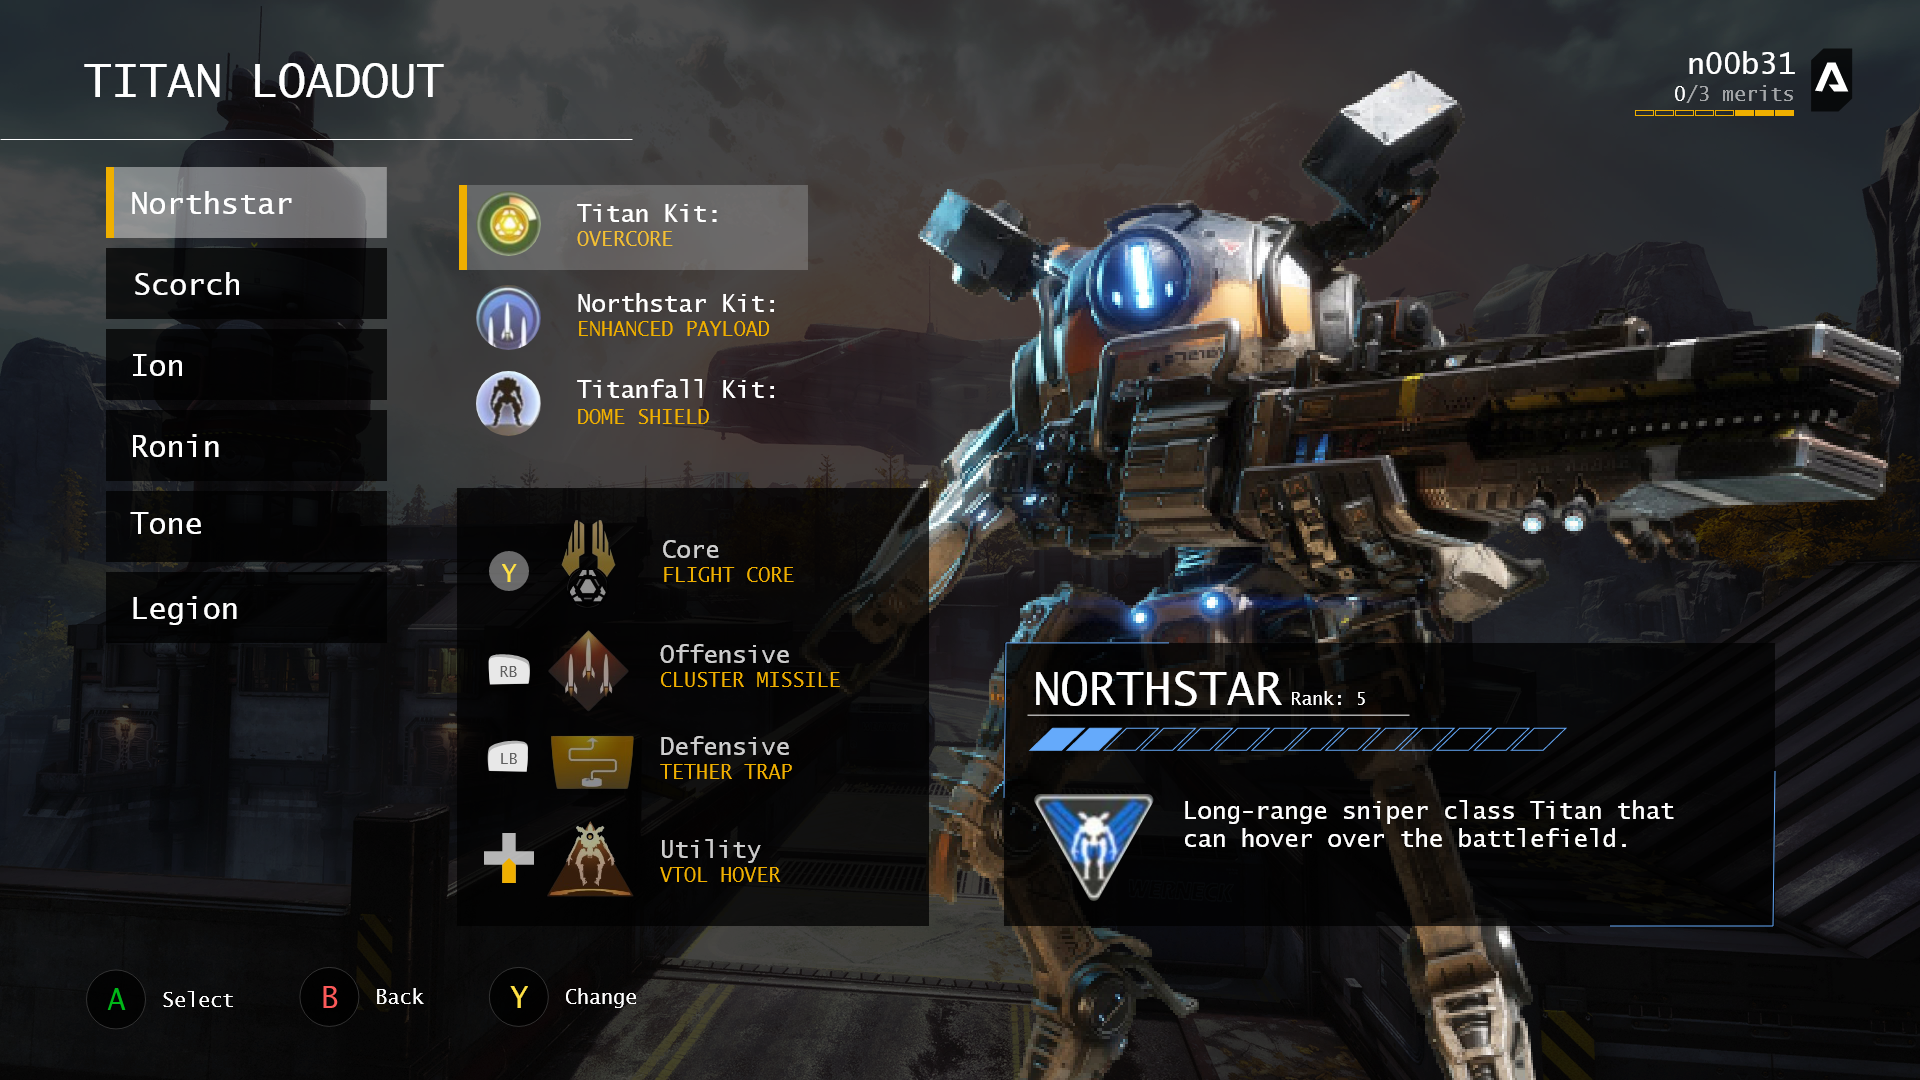 TITAN LOADOUT
n00b31
0/3 merits
Northstar
Scorch
Ion
Ronin
Tone
Legion
Titan Kit:
OVERCORE
Northstar Kit:
ENHANCED PAYLOAD
Titanfall Kit:
DOME SHIELD
Y
Core
FLIGHT CORE
RB
Offensive
CLUSTER MISSILE
LB
Defensive
TETHER TRAP
Utility
VTOL HOVER
NORTHSTAR Rank: 5
Long-range sniper class Titan that
can hover over the battlefield.
A Select
B Back
Y Change